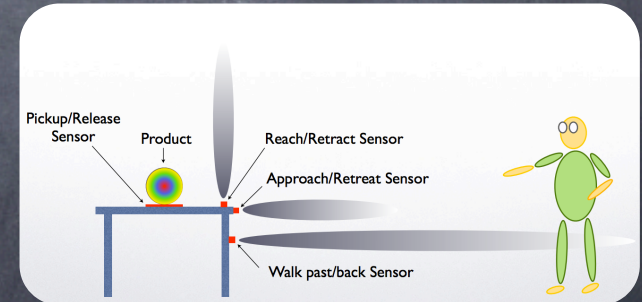 Pickup/Release
Sensor
Product
Reach/Retract Sensor
Approach/Retreat Sensor
Walk past/back Sensor